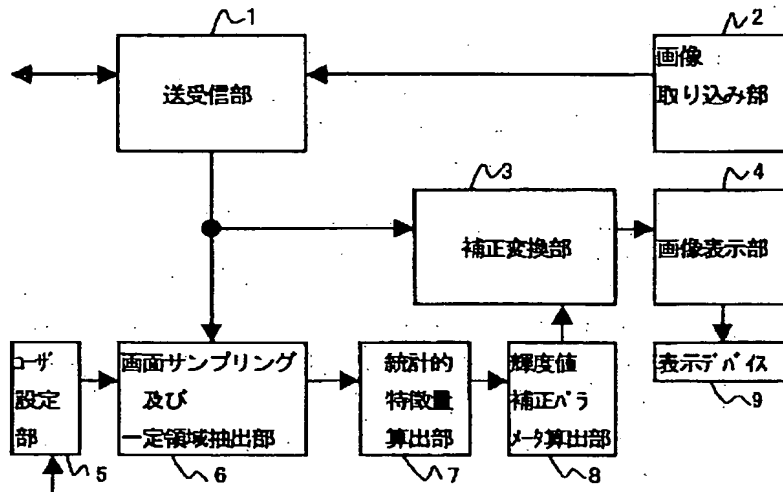 1
送受信部
2
画像
取り込み部
3
補正変換部
4
画像表示部
ユーザ
設定
部
5
画面サンプリング
及び
一定領域抽出部
6
統計的
特徴量
算出部
7
輝度値
補正パラ
メータ算出部
8
表示デバイス
9